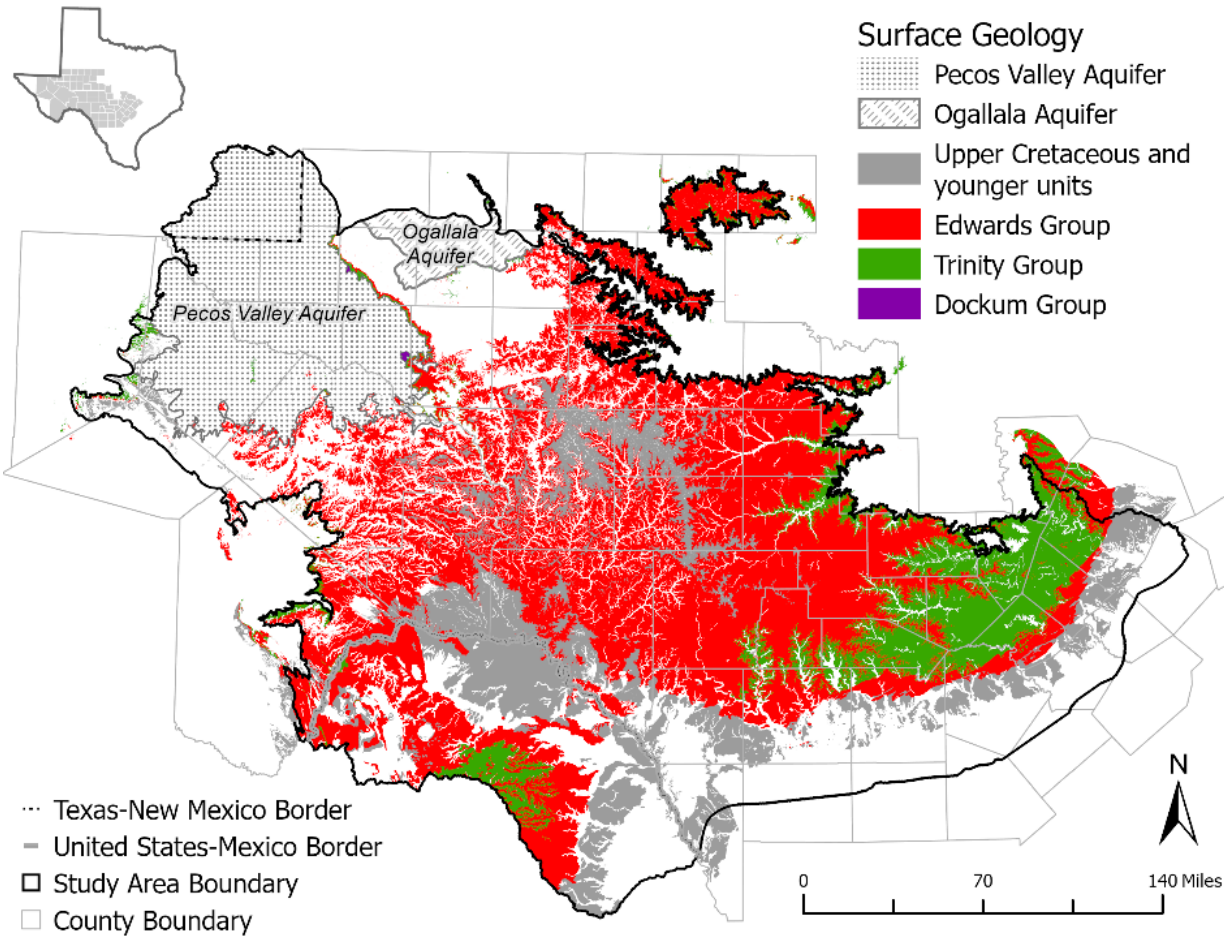 Surface Geology
Pecos Valley Aquifer
Ogallala Aquifer
Upper Cretaceous and
younger units
Edwards Group
Trinity Group
Dockum Group
Ogallala
Aquifer
Pecos Valley Aquifer
Texas-New Mexico Border
United States-Mexico Border
Study Area Boundary
County Boundary
N
0 70 140 Miles